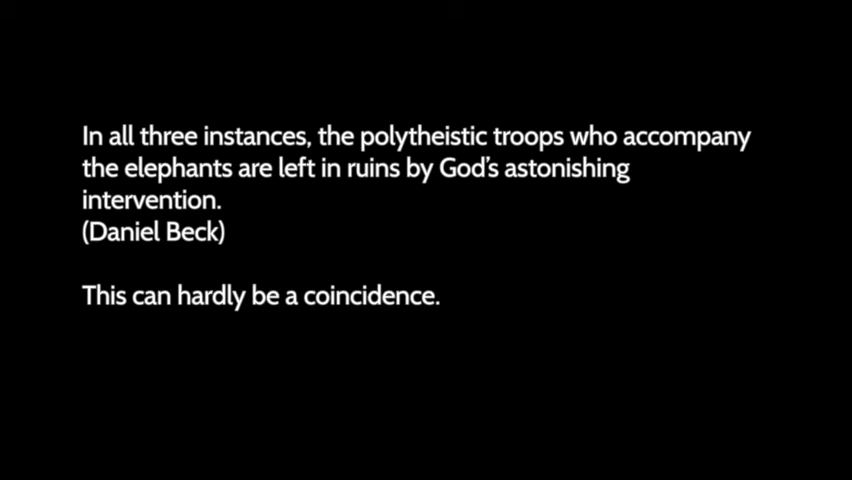 In all three instances, the polytheistic troops who accompany
the elephants are left in ruins by God's astonishing
intervention.
(Daniel Beck)
This can hardly be a coincidence.